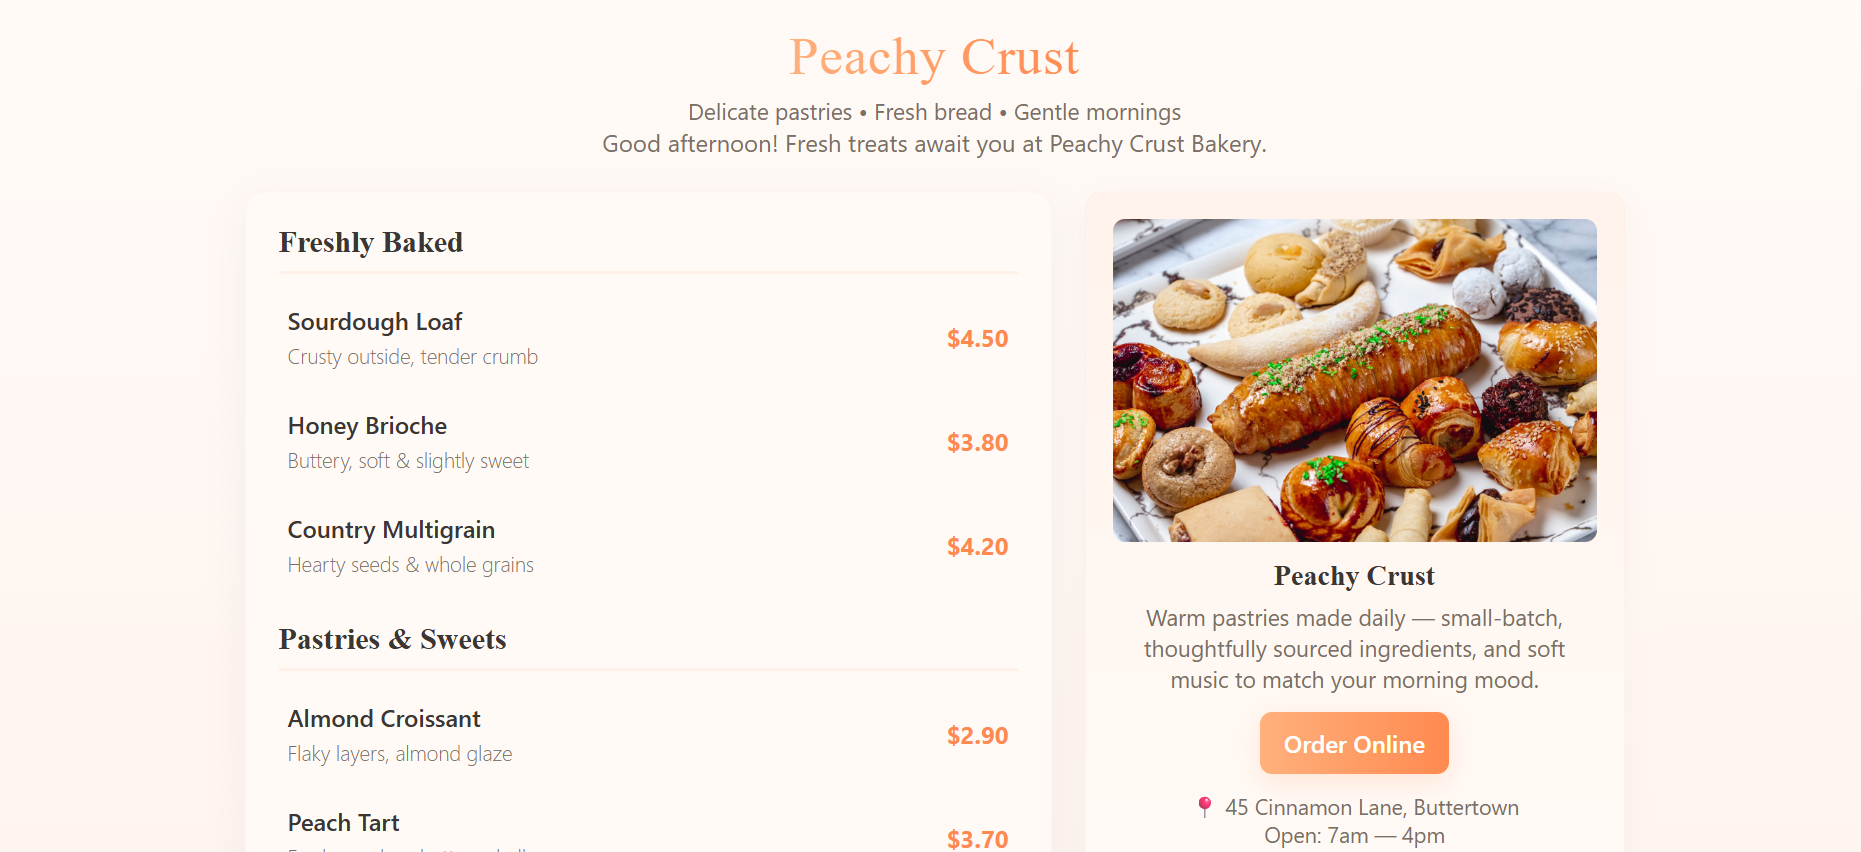 Peachy Crust
Delicate pastries • Fresh bread • Gentle mornings
Good afternoon! Fresh treats await you at Peachy Crust Bakery.
Freshly Baked
Sourdough Loaf
Crusty outside, tender crumb
$4.50
Honey Brioche
Buttery, soft & slightly sweet
$3.80
Country Multigrain
Hearty seeds & whole grains
$4.20
Pastries & Sweets
Almond Croissant
Flaky layers, almond glaze
$2.90
Peach Tart
$3.70
Peachy Crust
Warm pastries made daily — small-batch,
thoughtfully sourced ingredients, and soft
music to match your morning mood.
Order Online
📍 45 Cinnamon Lane, Buttertown
Open: 7am — 4pm